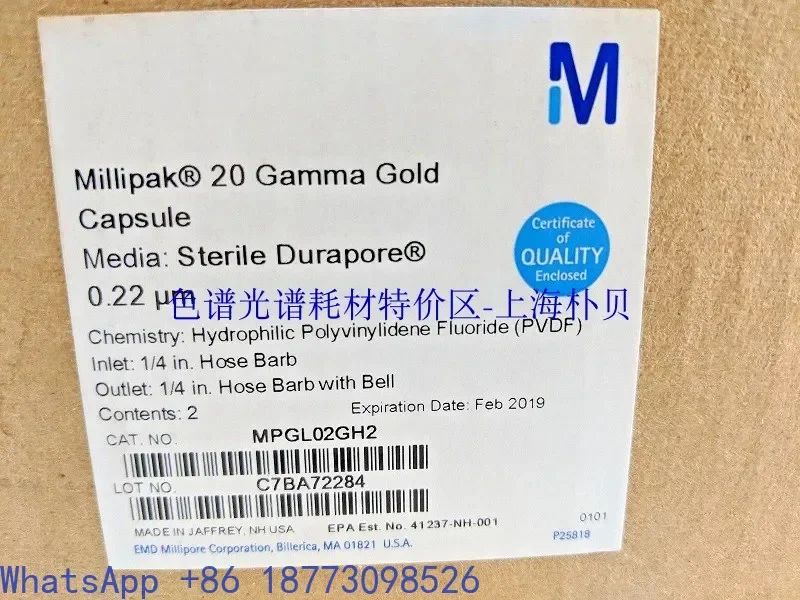 M
Millipak® 20 Gamma Gold
Capsule
Media: Sterile Durapore®
0.22 µm
Certificate
of
QUALITY
Enclosed
色谱光谱耗材特价区-上海朴贝
Chemistry: Hydrophilic Polyvinylidene Fluoride (PVDF)
Inlet: 1/4 in. Hose Barb
Outlet: 1/4 in. Hose Barb with Bell
Contents: 2
Expiration Date: Feb 2019
CAT. NO. MPGL02GH2
LOT NO. C7BA72284
MADE IN JAFFREY, NH USA EPA Est. No. 41237-NH-001 0101
EMD Millipore Corporation, Billerica, MA 01821 U.S.A. P25818
WhatsApp +86 18773098526